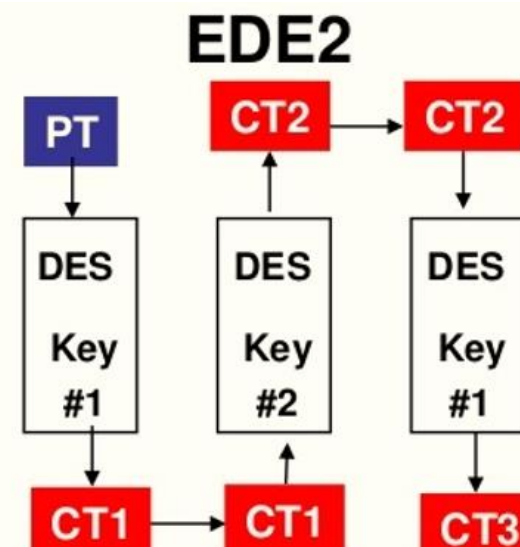 EDE2
PT
DES
Key
#1
CT1
CT1
DES
Key
#2
CT2
CT2
DES
Key
#1
CT3